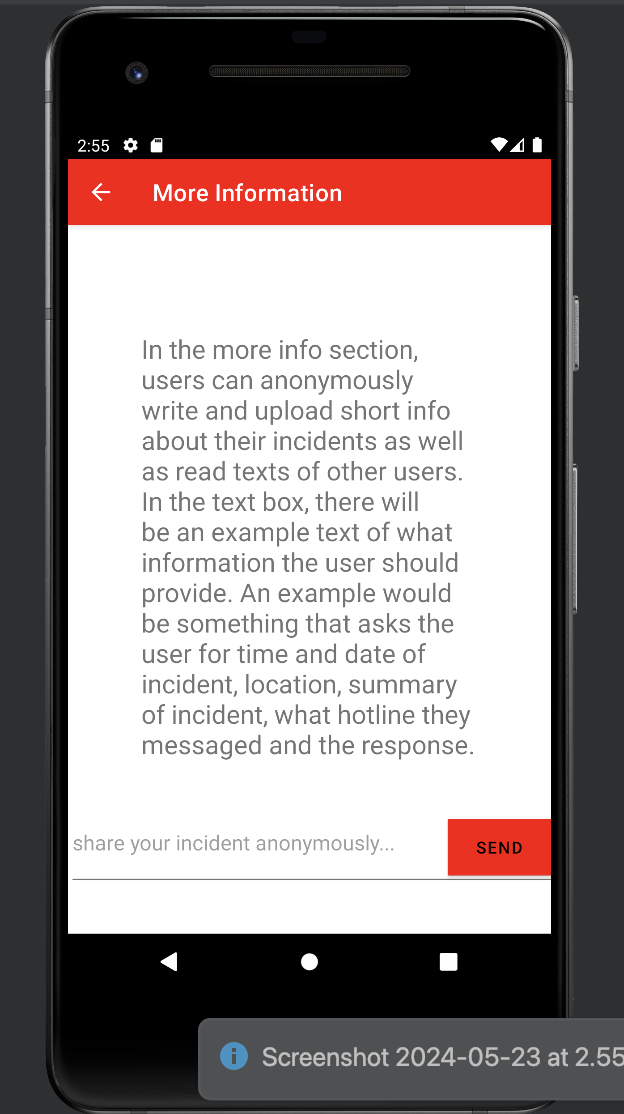 2:55
More Information
In the more info section,
users can anonymously
write and upload short info
about their incidents as well
as read texts of other users.
In the text box, there will
be an example text of what
information the user should
provide. An example would
be something that asks the
user for time and date of
incident, location, summary
of incident, what hotline they
messaged and the response.
share your incident anonymously...
SEND
Screenshot 2024-05-23 at 2.55